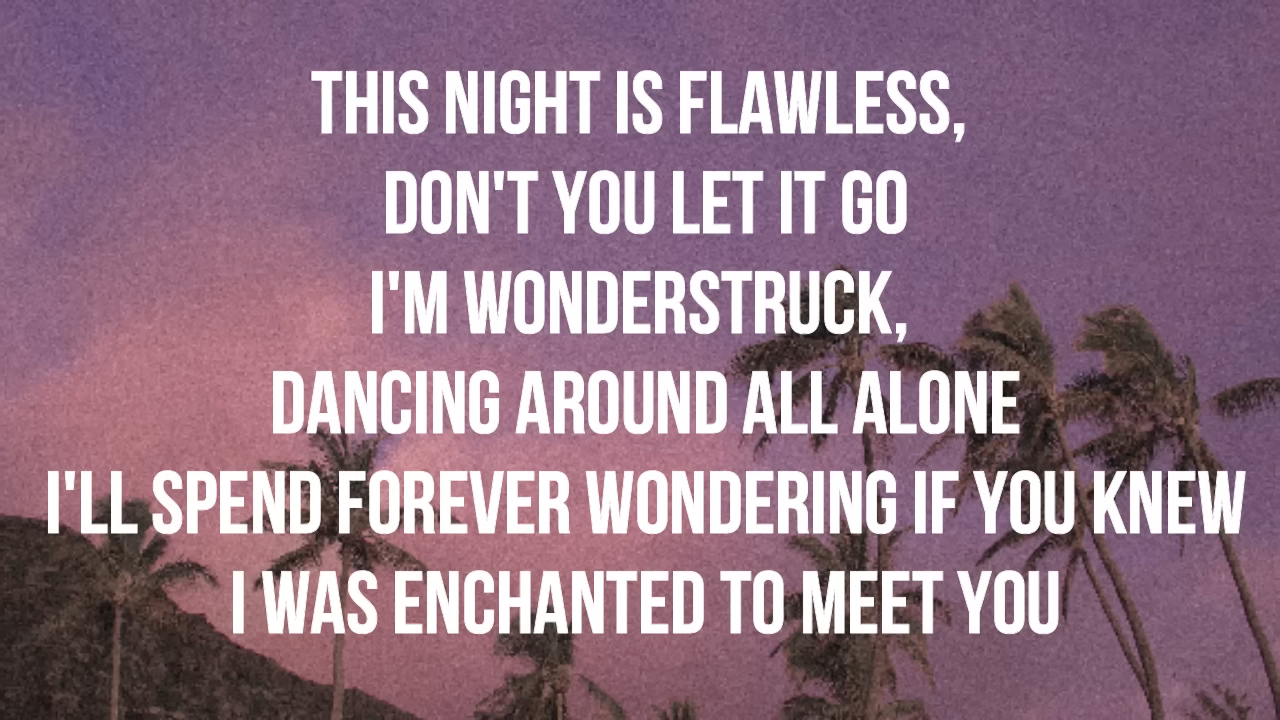 THIS NIGHT IS FLAWLESS,
DON'T YOU LET IT GO
I'M WONDERSTRUCK,
DANCING AROUND ALL ALONE
I'LL SPEND FOREVER WONDERING IF YOU KNEW
I WAS ENCHANTED TO MEET YOU